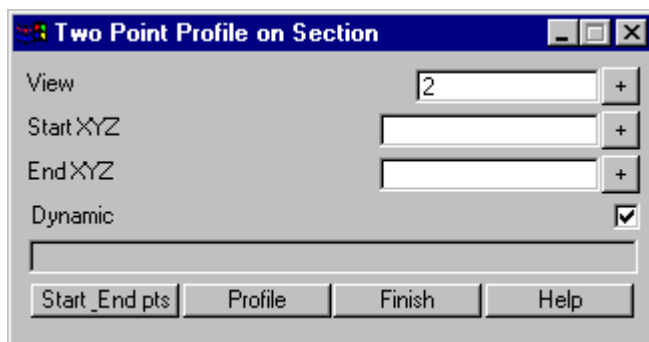 Two Point Profile on Section
View 2 +
Start XYZ +
End XYZ +
Dynamic
Start_End pts Profile Finish Help